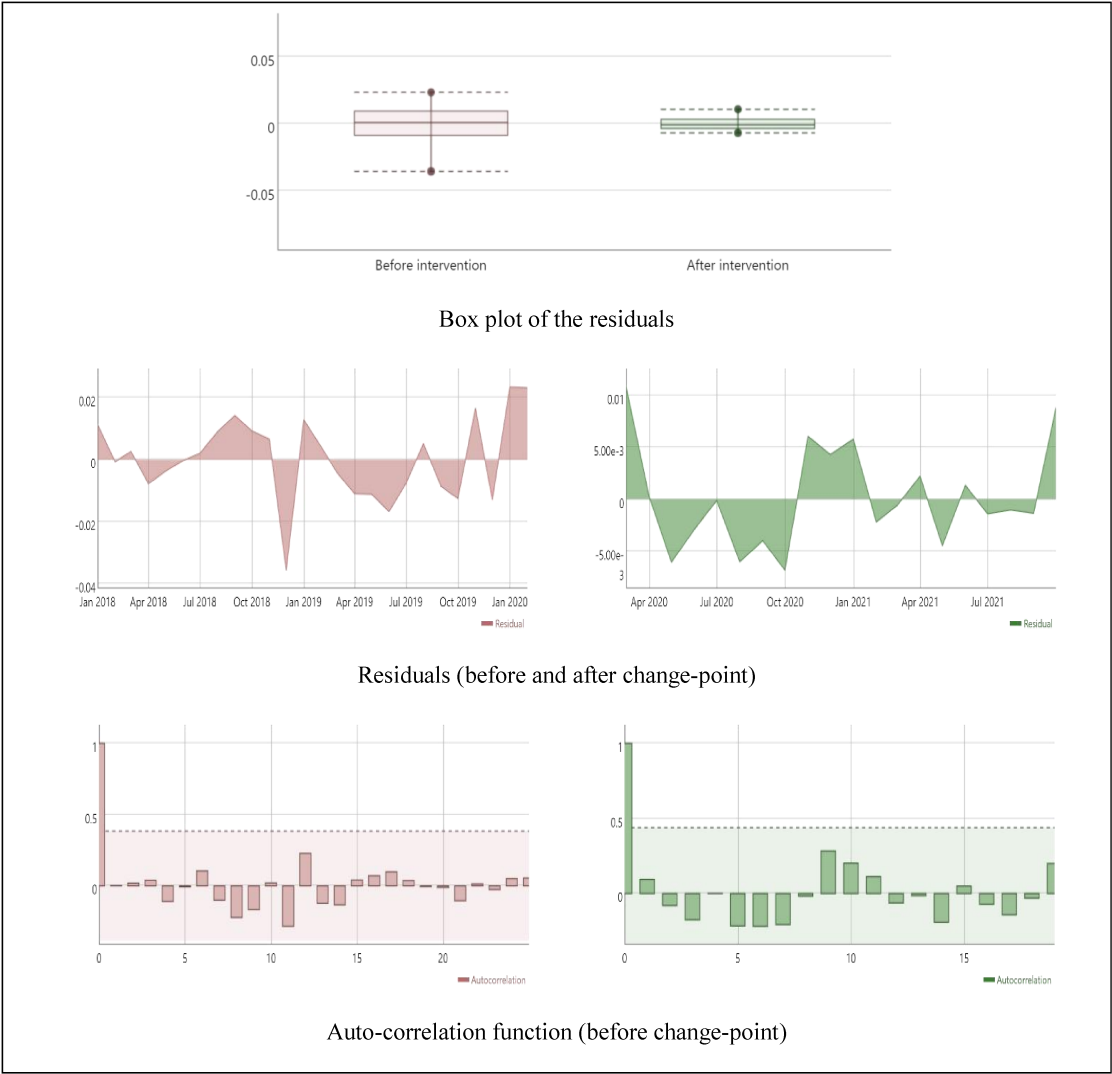 0.05
0
-0.05
Before intervention After intervention
Box plot of the residuals
0.02
0
-0.02
-0.04
Jan 2018 Apr 2018 Jul 2018 Oct 2018 Jan 2019 Apr 2019 Jul 2019 Oct 2019 Jan 2020
Residual
0.01
5.00e-3
0
-5.00e-
3
Apr 2020 Jul 2020 Oct 2020 Jan 2021 Apr 2021 Jul 2021
Residual
Residuals (before and after change-point)
1
0.5
0
0 5 10 15 20
Autocorrelation
1
0.5
0
0 5 10 15
Autocorrelation
Auto-correlation function (before change-point)